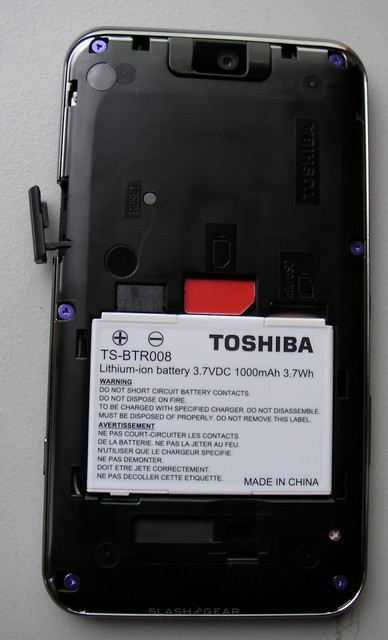 TOSHIBA
RESET
microSD
TOSHIBA
TS-BTR008
Lithium-ion battery 3.7VDC 1000mAh 3.7Wh
WARNING
DO NOT SHORT CIRCUIT BATTERY CONTACTS.
DO NOT DISPOSE ON FIRE.
TO BE CHARGED WITH SPECIFIED CHARGER. DO NOT DISASSEMBLE.
MUST BE DISPOSED OF PROPERLY. DO NOT REMOVE THIS LABEL.
AVERTISSEMENT
NE PAS COURT-CIRCUITER LES CONTACTS
DE LA BATTERIE. NE PAS LA JETER AU FEU.
N'UTILISER QUE LE CHARGEUR SPECIFIE.
NE PAS DEMONTER.
DOIT ETRE JETE CORRECTEMENT.
NE PAS DECOLLER CETTE ETIQUETTE.
MADE IN CHINA
SLASHGEAR